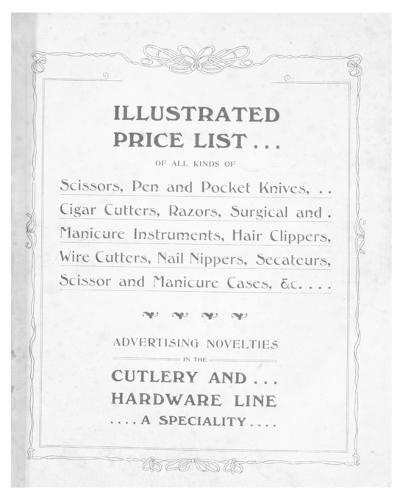 ILLUSTRATED
PRICE LIST...
OF ALL KINDS OF
Scissors, Pen and Pocket Knives, ..
Cigar Cutters, Razors, Surgical and .
Manicure Instruments, Hair Clippers,
Wire Cutters, Nail Nippers, Secateurs,
Scissor and Manicure Cases, &c. ....
ADVERTISING NOVELTIES
IN THE
CUTLERY AND ...
HARDWARE LINE
.... A SPECIALITY ....